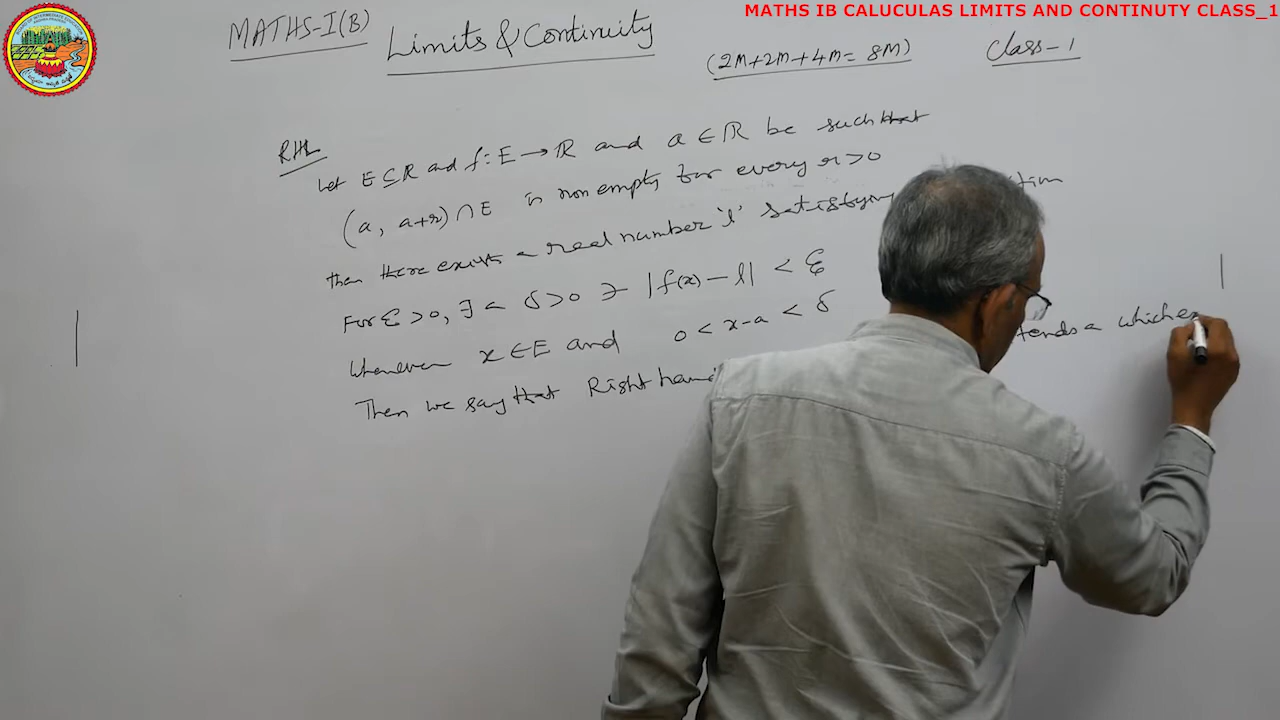 MATHS IB CALUCULAS LIMITS AND CONTINUTY CLASS_1
MATHS-I(B) Limits & Continuity
(2M+2M+4M= 8M) Class-1
RHL
Let E ⊆ R and f: E → R and a ∈ R be such that
(a, a+r) ∩ E is non empty for every r>0
then there exists a real number 'l' satisfying
For ε >0, ∃ a δ>0 ∋ |f(x) - l| < ε
Whenever x ∈ E and 0 < x-a < δ
Then we say that Right hand tends a which